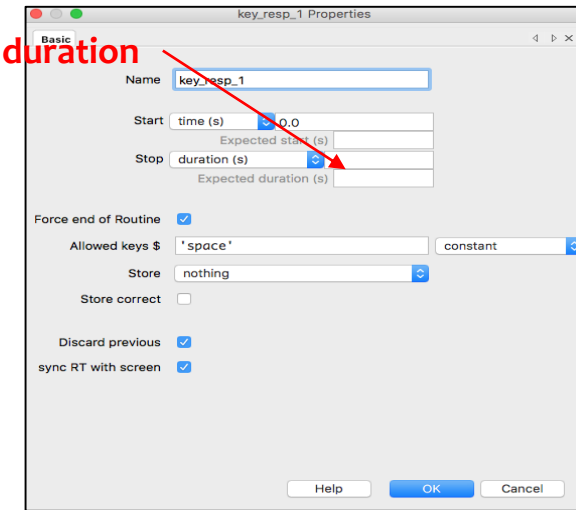 key_resp_1 Properties
Basic
duration
Name key_resp_1
Start time (s) 0.0
Expected start (s)
Stop duration (s)
Expected duration (s)
Force end of Routine
Allowed keys $ 'space' constant
Store nothing
Store correct
Discard previous
sync RT with screen
Help OK Cancel